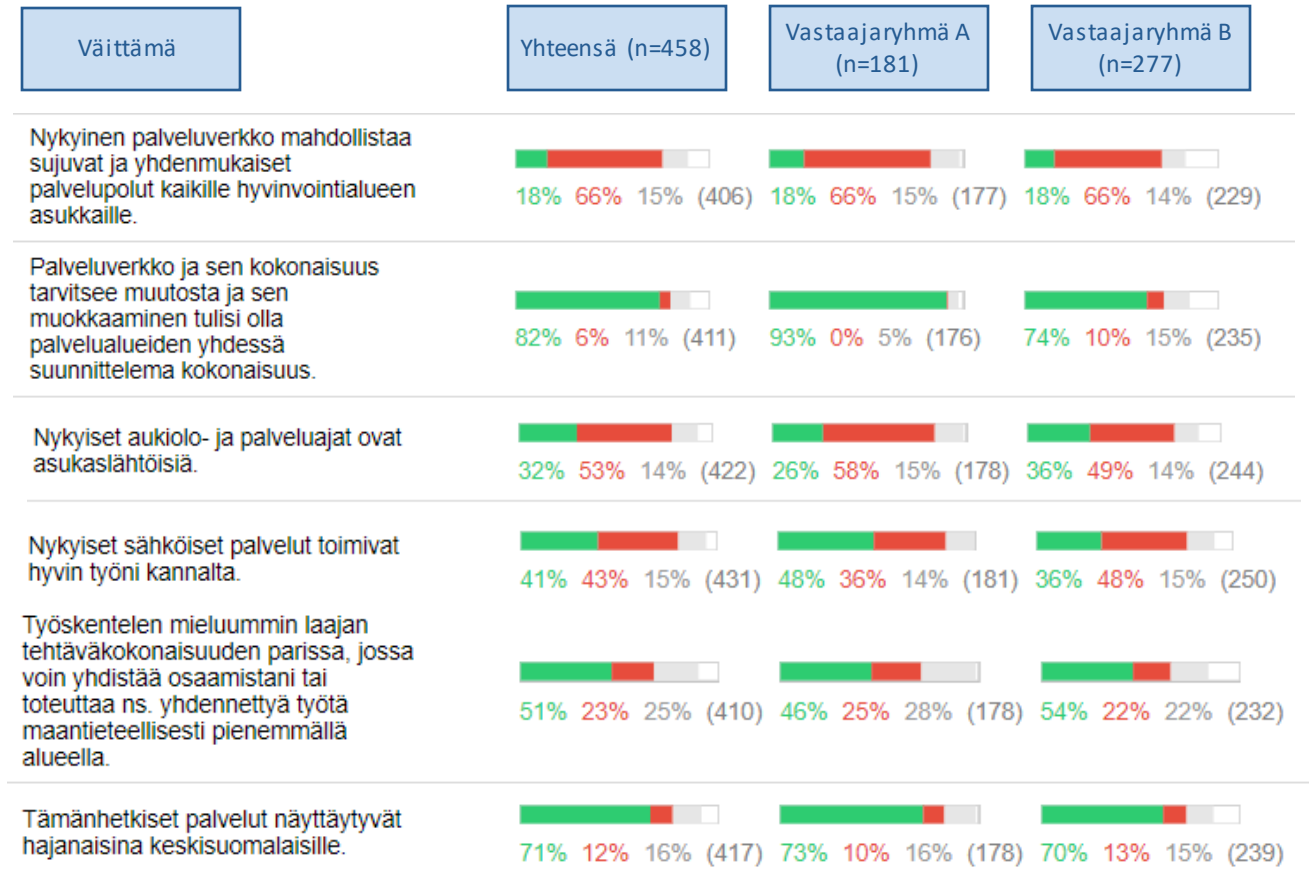 Väittämä
Yhteensä (n=458)
Vastaajaryhmä A
(n=181)
Vastaajaryhmä B
(n=277)
Nykyinen palveluverkko mahdollistaa
sujuvat ja yhdenmukaiset
palvelupolut kaikille hyvinvointialueen
asukkaille.
18% 66% 15% (406) 18% 66% 15% (177) 18% 66% 14% (229)
Palveluverkko ja sen kokonaisuus
tarvitsee muutosta ja sen
muokkaaminen tulisi olla
palvelualueiden yhdessä
suunnittelema kokonaisuus.
82% 6% 11% (411) 93% 0% 5% (176) 74% 10% 15% (235)
Nykyiset aukiolo- ja palveluajat ovat
asukaslähtöisiä.
32% 53% 14% (422) 26% 58% 15% (178) 36% 49% 14% (244)
Nykyiset sähköiset palvelut toimivat
hyvin työni kannalta.
41% 43% 15% (431) 48% 36% 14% (181) 36% 48% 15% (250)
Työskentelen mieluummin laajan
tehtäväkokonaisuuden parissa, jossa
voin yhdistää osaamistani tai
toteuttaa ns. yhdennettyä työtä
maantieteellisesti pienemmällä
alueella.
51% 23% 25% (410) 46% 25% 28% (178) 54% 22% 22% (232)
Tämänhetkiset palvelut näyttäytyvät
hajanaisina keskisuomalaisille.
71% 12% 16% (417) 73% 10% 16% (178) 70% 13% 15% (239)